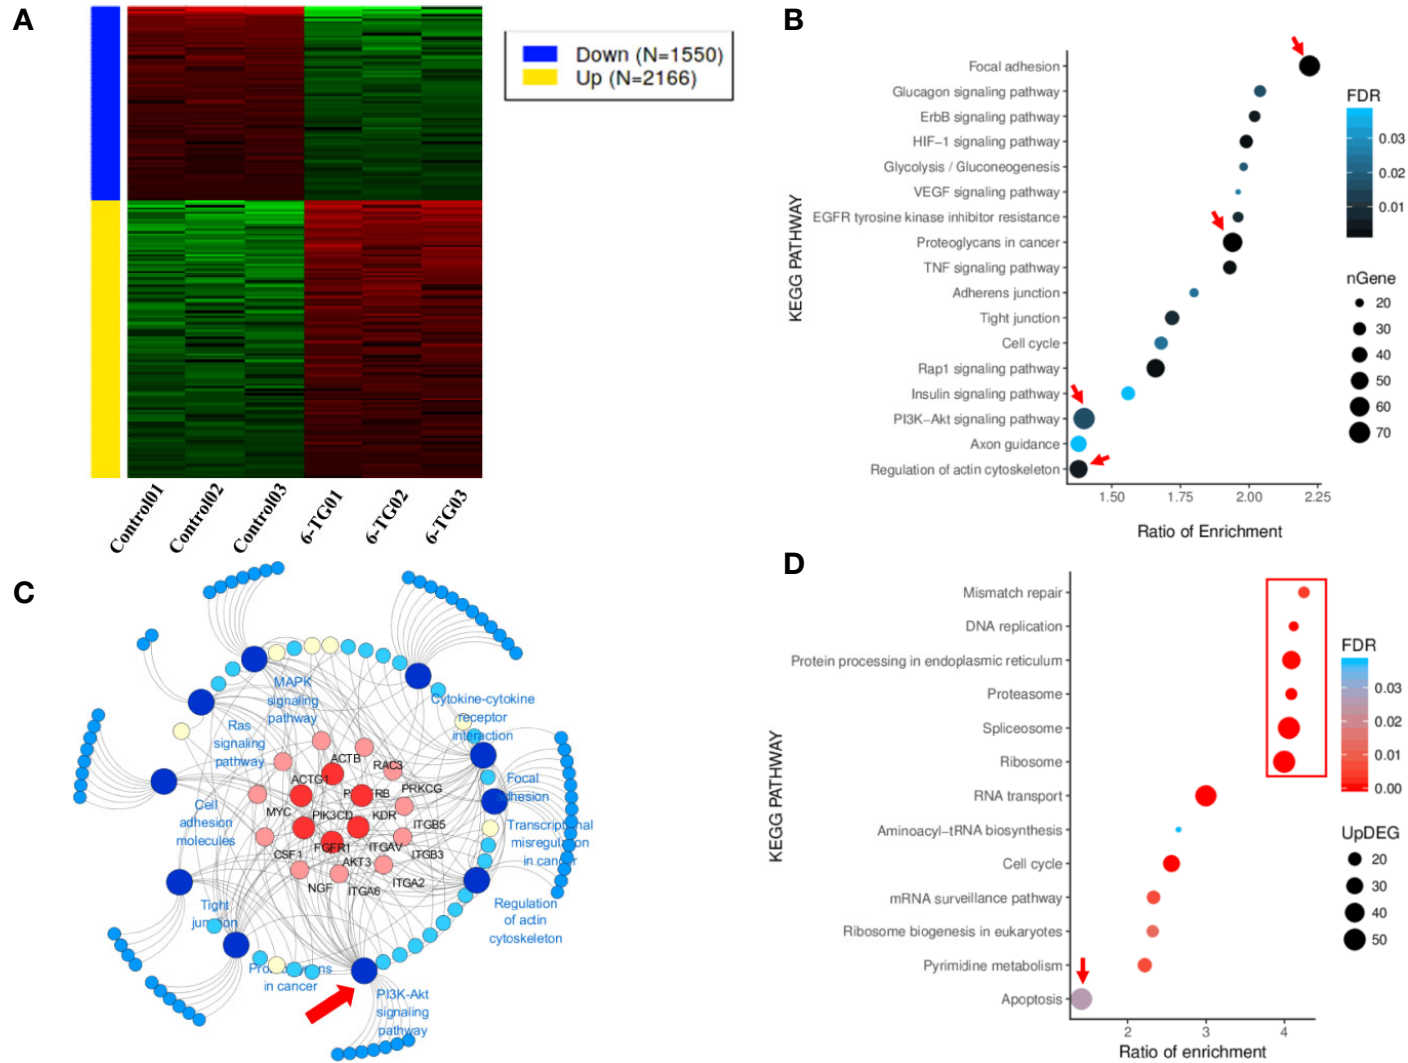 A
Down (N=1550)
Up (N=2166)
Control01
Control02
Control03
6-TG01
6-TG02
6-TG03
B
KEGG PATHWAY
Focal adhesion
Glucagon signaling pathway
ErbB signaling pathway
HIF−1 signaling pathway
Glycolysis / Gluconeogenesis
VEGF signaling pathway
EGFR tyrosine kinase inhibitor resistance
Proteoglycans in cancer
TNF signaling pathway
Adherens junction
Tight junction
Cell cycle
Rap1 signaling pathway
Insulin signaling pathway
PI3K−Akt signaling pathway
Axon guidance
Regulation of actin cytoskeleton
1.50
1.75
2.00
2.25
Ratio of Enrichment
FDR
0.03
0.02
0.01
nGene
20
30
40
50
60
70
C
MAPK
signaling
pathway
Cytokine-cytokine
receptor
interaction
Ras
signaling
pathway
Focal
adhesion
Cell
adhesion
molecules
Transcriptional
misregulation
in cancer
Tight
junction
Regulation
of actin
cytoskeleton
in cancer
PI3K-Akt
signaling
pathway
ACTB
RAC3
ACTG1
PRKCG
MYC
PIK3CD
KDR
ITGB5
CSF1
FGFR1
ITGAV
ITGB3
AKT3
NGF
ITGA6
ITGA2
D
KEGG PATHWAY
Mismatch repair
DNA replication
Protein processing in endoplasmic reticulum
Proteasome
Spliceosome
Ribosome
RNA transport
Aminoacyl−tRNA biosynthesis
Cell cycle
mRNA surveillance pathway
Ribosome biogenesis in eukaryotes
Pyrimidine metabolism
Apoptosis
2
3
4
Ratio of enrichment
FDR
0.03
0.02
0.01
0.00
UpDEG
20
30
40
50